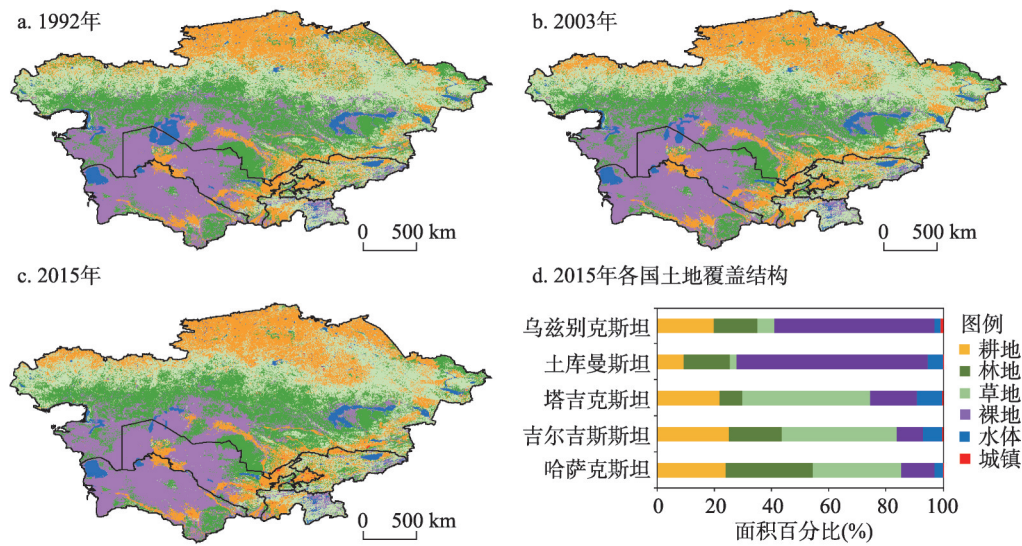 a. 1992年
b. 2003年
0 500 km
0 500 km
c. 2015年
d. 2015年各国土地覆盖结构
乌兹别克斯坦
土库曼斯坦
塔吉克斯坦
吉尔吉斯斯坦
哈萨克斯坦
图例
耕地
林地
草地
裸地
水体
城镇
0 20 40 60 80 100
面积百分比(%)
0 500 km